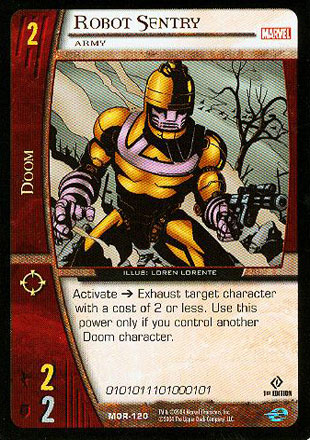 2
ROBOT SENTRY
MARVEL
ARMY
DOOM
ILLUS: LOREN LORENTE
Activate ➔ Exhaust target character
with a cost of 2 or less. Use this
power only if you control another
Doom character.
0101011101000101
2
2
MOR-120
1ST EDITION